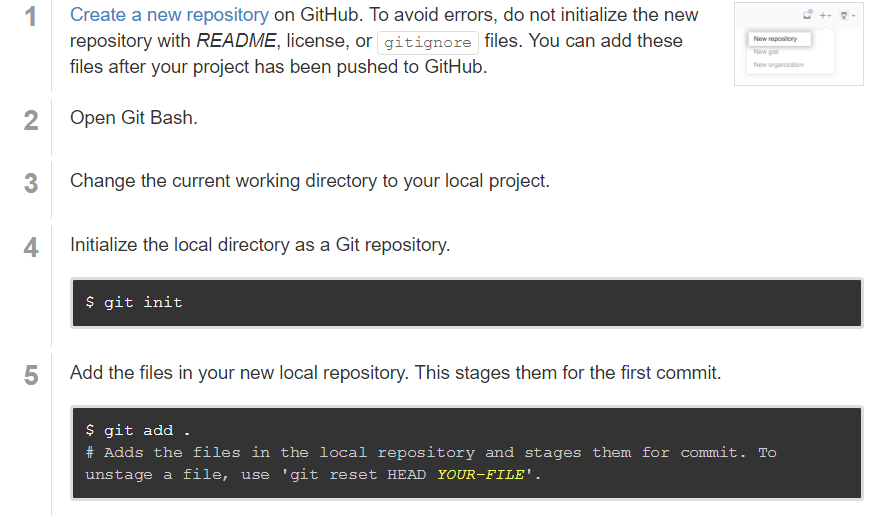 1 Create a new repository on GitHub. To avoid errors, do not initialize the new
repository with README, license, or gitignore files. You can add these
files after your project has been pushed to GitHub.
New repository
New gist
New organization
2 Open Git Bash.
3 Change the current working directory to your local project.
4 Initialize the local directory as a Git repository.
$ git init
5 Add the files in your new local repository. This stages them for the first commit.
$ git add .
# Adds the files in the local repository and stages them for commit. To
unstage a file, use 'git reset HEAD YOUR-FILE'.